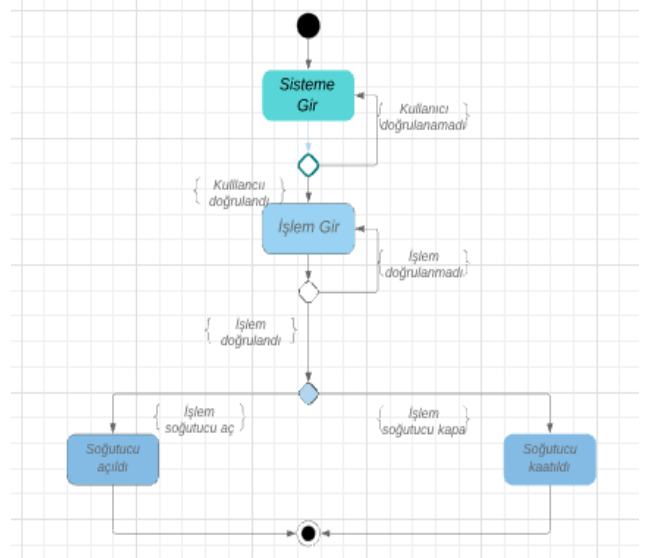 Sisteme
Gir
Kullanıcı
doğrulanamadı
Kulllancıı
doğrulandı
İşlem Gir
İşlem
doğrulanmadı
İşlem
doğrulandı
İşlem
soğutucu aç
İşlem
soğutucu kapa
Soğutucu
açıldı
Soğutucu
kaatıldı